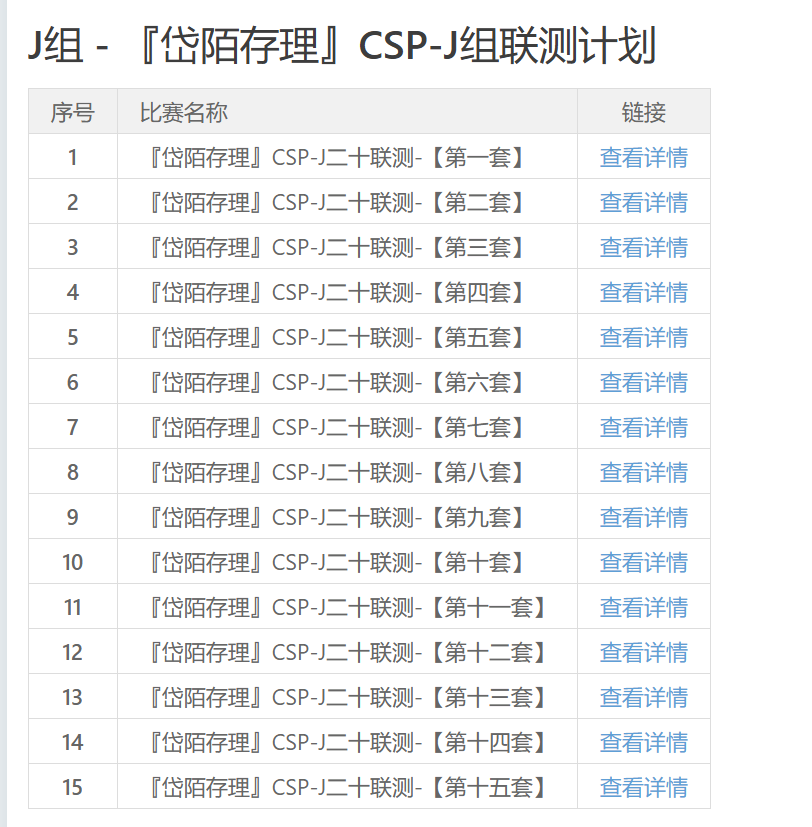 J组 - 『岱陌存理』CSP-J组联测计划
序号 比赛名称 链接
1 『岱陌存理』CSP-J二十联测-【第一套】 查看详情
2 『岱陌存理』CSP-J二十联测-【第二套】 查看详情
3 『岱陌存理』CSP-J二十联测-【第三套】 查看详情
4 『岱陌存理』CSP-J二十联测-【第四套】 查看详情
5 『岱陌存理』CSP-J二十联测-【第五套】 查看详情
6 『岱陌存理』CSP-J二十联测-【第六套】 查看详情
7 『岱陌存理』CSP-J二十联测-【第七套】 查看详情
8 『岱陌存理』CSP-J二十联测-【第八套】 查看详情
9 『岱陌存理』CSP-J二十联测-【第九套】 查看详情
10 『岱陌存理』CSP-J二十联测-【第十套】 查看详情
11 『岱陌存理』CSP-J二十联测-【第十一套】 查看详情
12 『岱陌存理』CSP-J二十联测-【第十二套】 查看详情
13 『岱陌存理』CSP-J二十联测-【第十三套】 查看详情
14 『岱陌存理』CSP-J二十联测-【第十四套】 查看详情
15 『岱陌存理』CSP-J二十联测-【第十五套】 查看详情